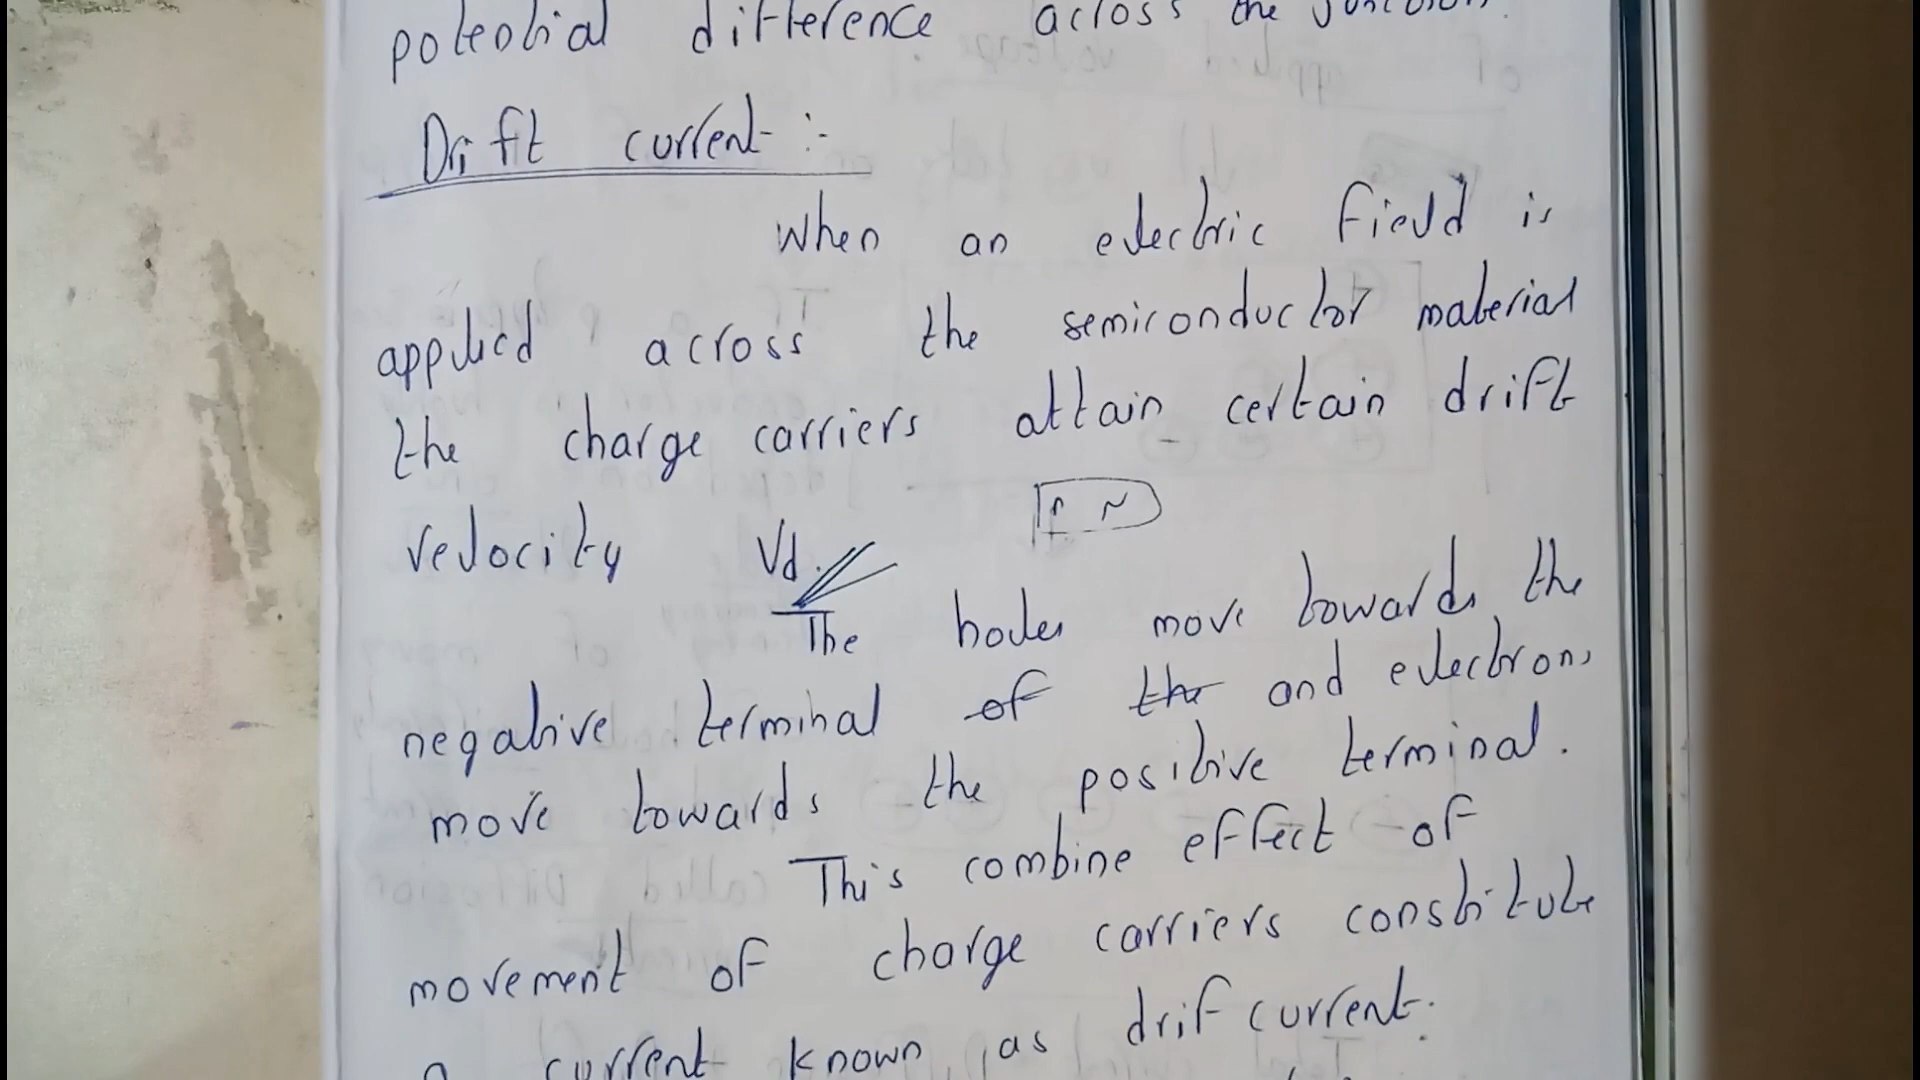 potential difference across the junction.
Drift current :-
When an electric field is
applied across the semiconductor material
the charge carriers attain certain drift
velocity Vd.
P N
The holes move towards the
negative terminal of the and electrons
move towards the positive terminal.
This combine effect of
movement of charge carriers constitute
a current known as drif current.